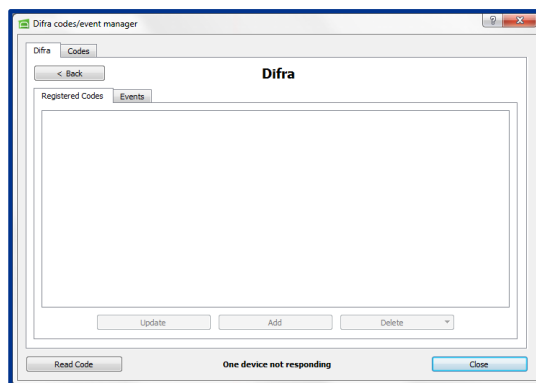 Difra codes/event manager
Difra Codes
< Back Difra
Registered Codes Events
Update Add Delete
Read Code One device not responding Close